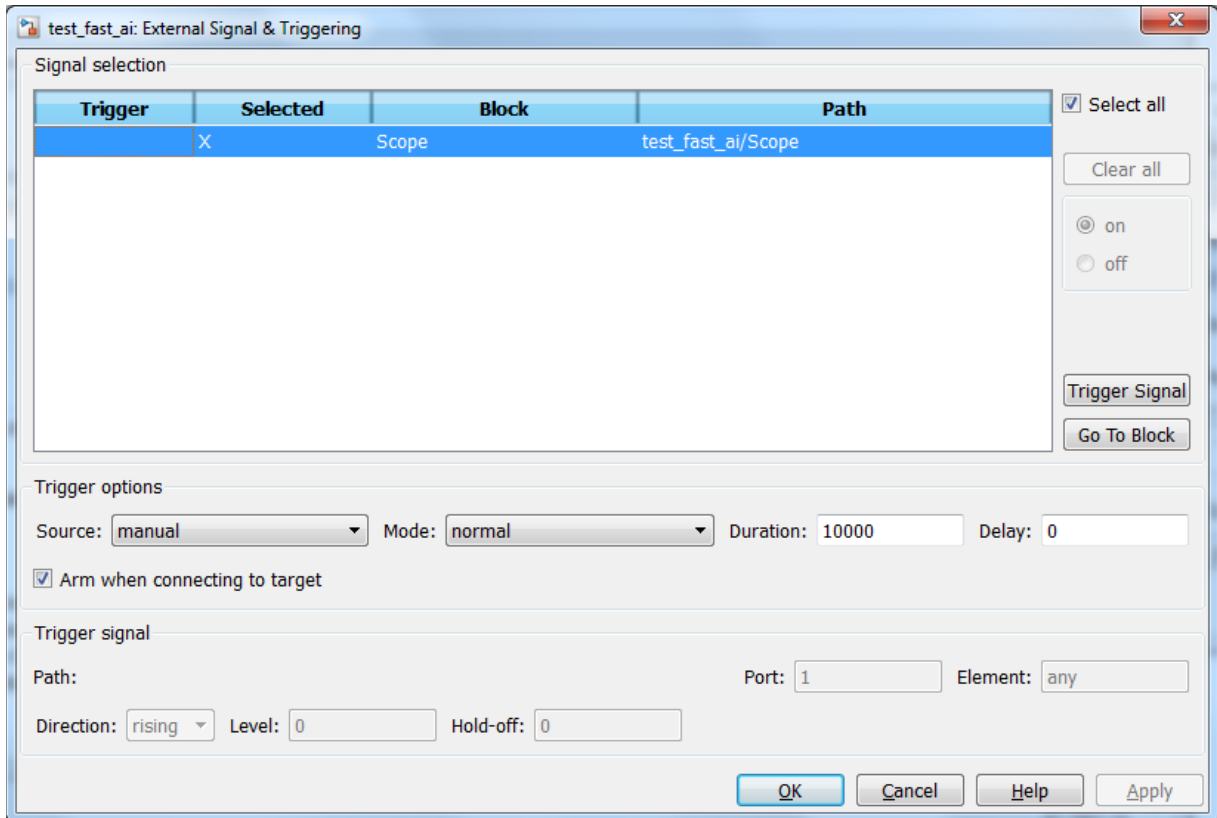 test_fast_ai: External Signal & Triggering
Signal selection
Trigger Selected Block Path
X Scope test_fast_ai/Scope
Select all
Clear all
on
off
Trigger Signal
Go To Block
Trigger options
Source: manual Mode: normal Duration: 10000 Delay: 0
Arm when connecting to target
Trigger signal
Path: Port: 1 Element: any
Direction: rising Level: 0 Hold-off: 0
OK Cancel Help Apply